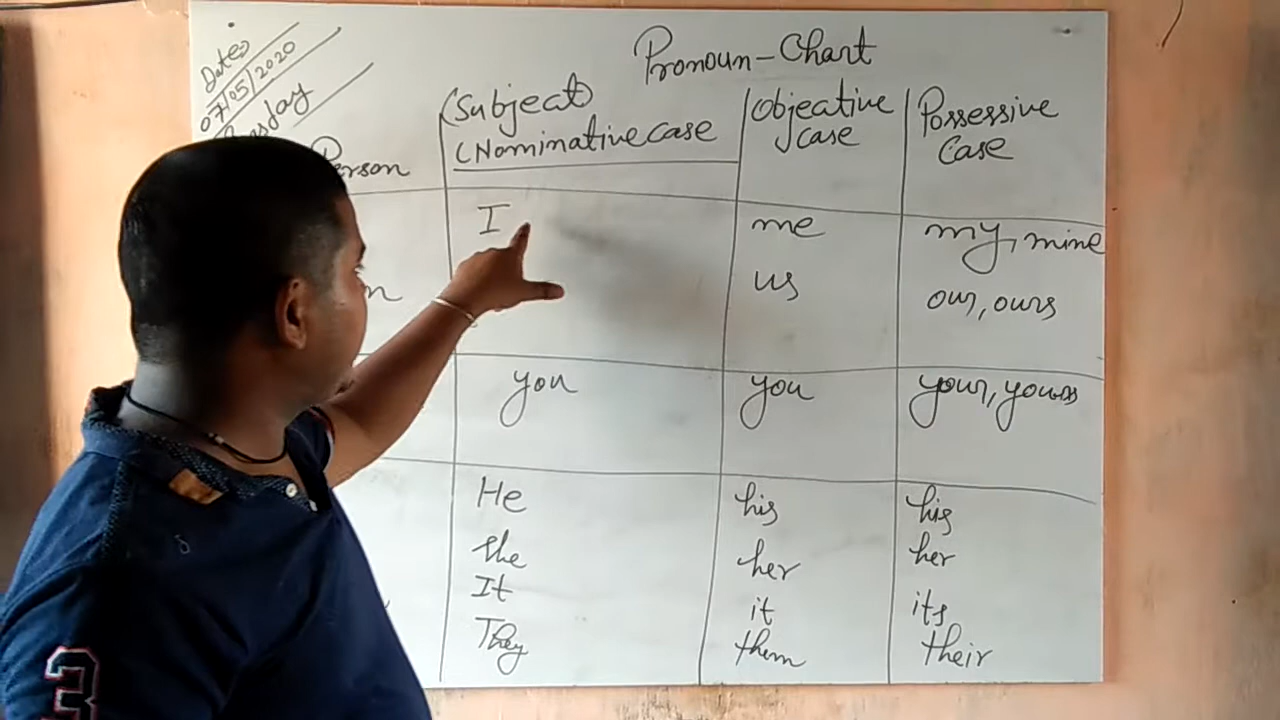 Date:
07/05/2020
Pronoun-Chart
Person
(Subject)
(Nominative case
Objective
case
Possessive
Case
I
me
my, mine
us
our, ours
you
you
your, yours
He
his
his
She
her
her
It
it
its
They
them
their
3